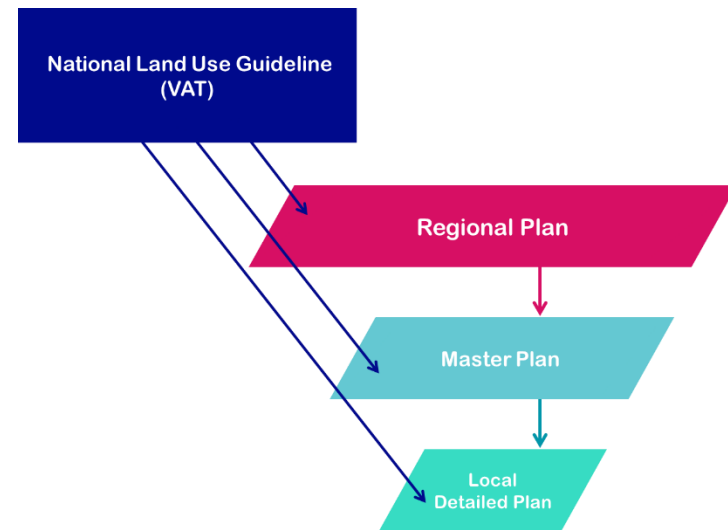 National Land Use Guideline
(VAT)
Regional Plan
Master Plan
Local
Detailed Plan